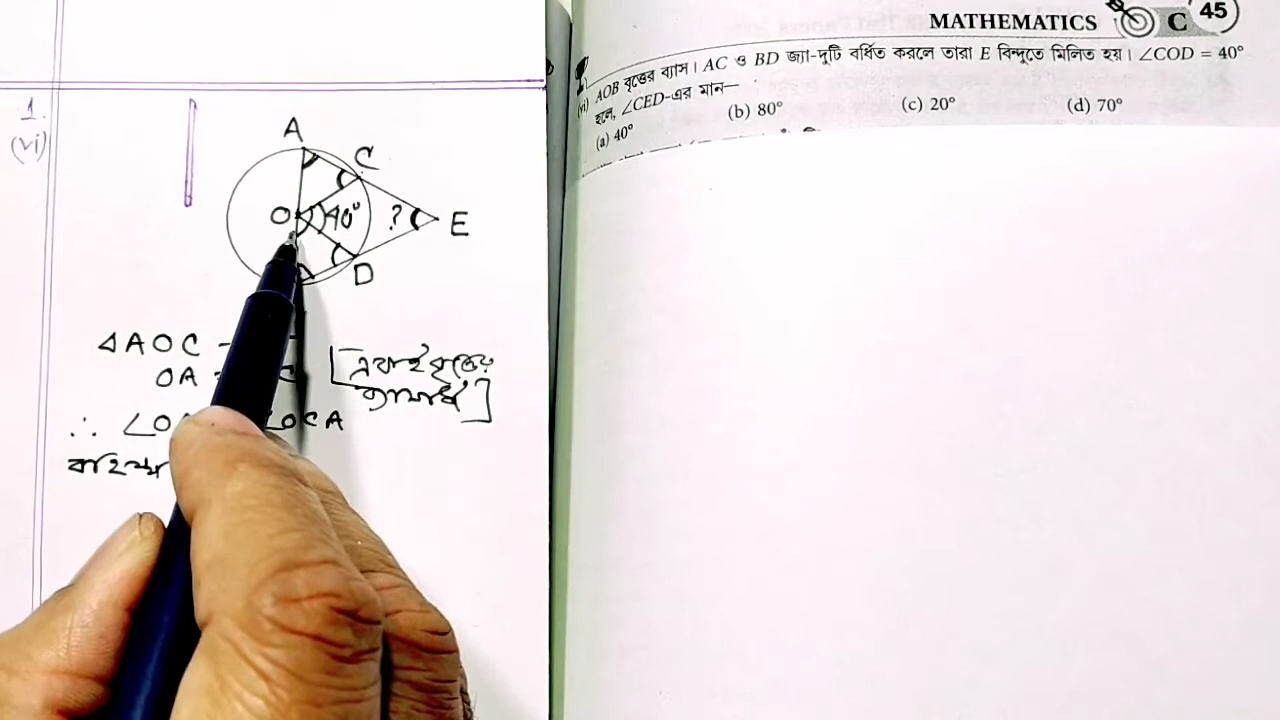 1.
(vi)
A
C
O 40° ? E
D
△AOC
OA [একই বৃত্তের
ব্যাসার্ধ]
∴ ∠OCA
MATHEMATICS C 45
(vi) AOB বৃত্তের ব্যাস। AC ও BD জ্যা-দুটি বর্ধিত করলে তারা E বিন্দুতে মিলিত হয়। ∠COD = 40°
হলে, ∠CED-এর মান—
(a) 40° (b) 80° (c) 20° (d) 70°